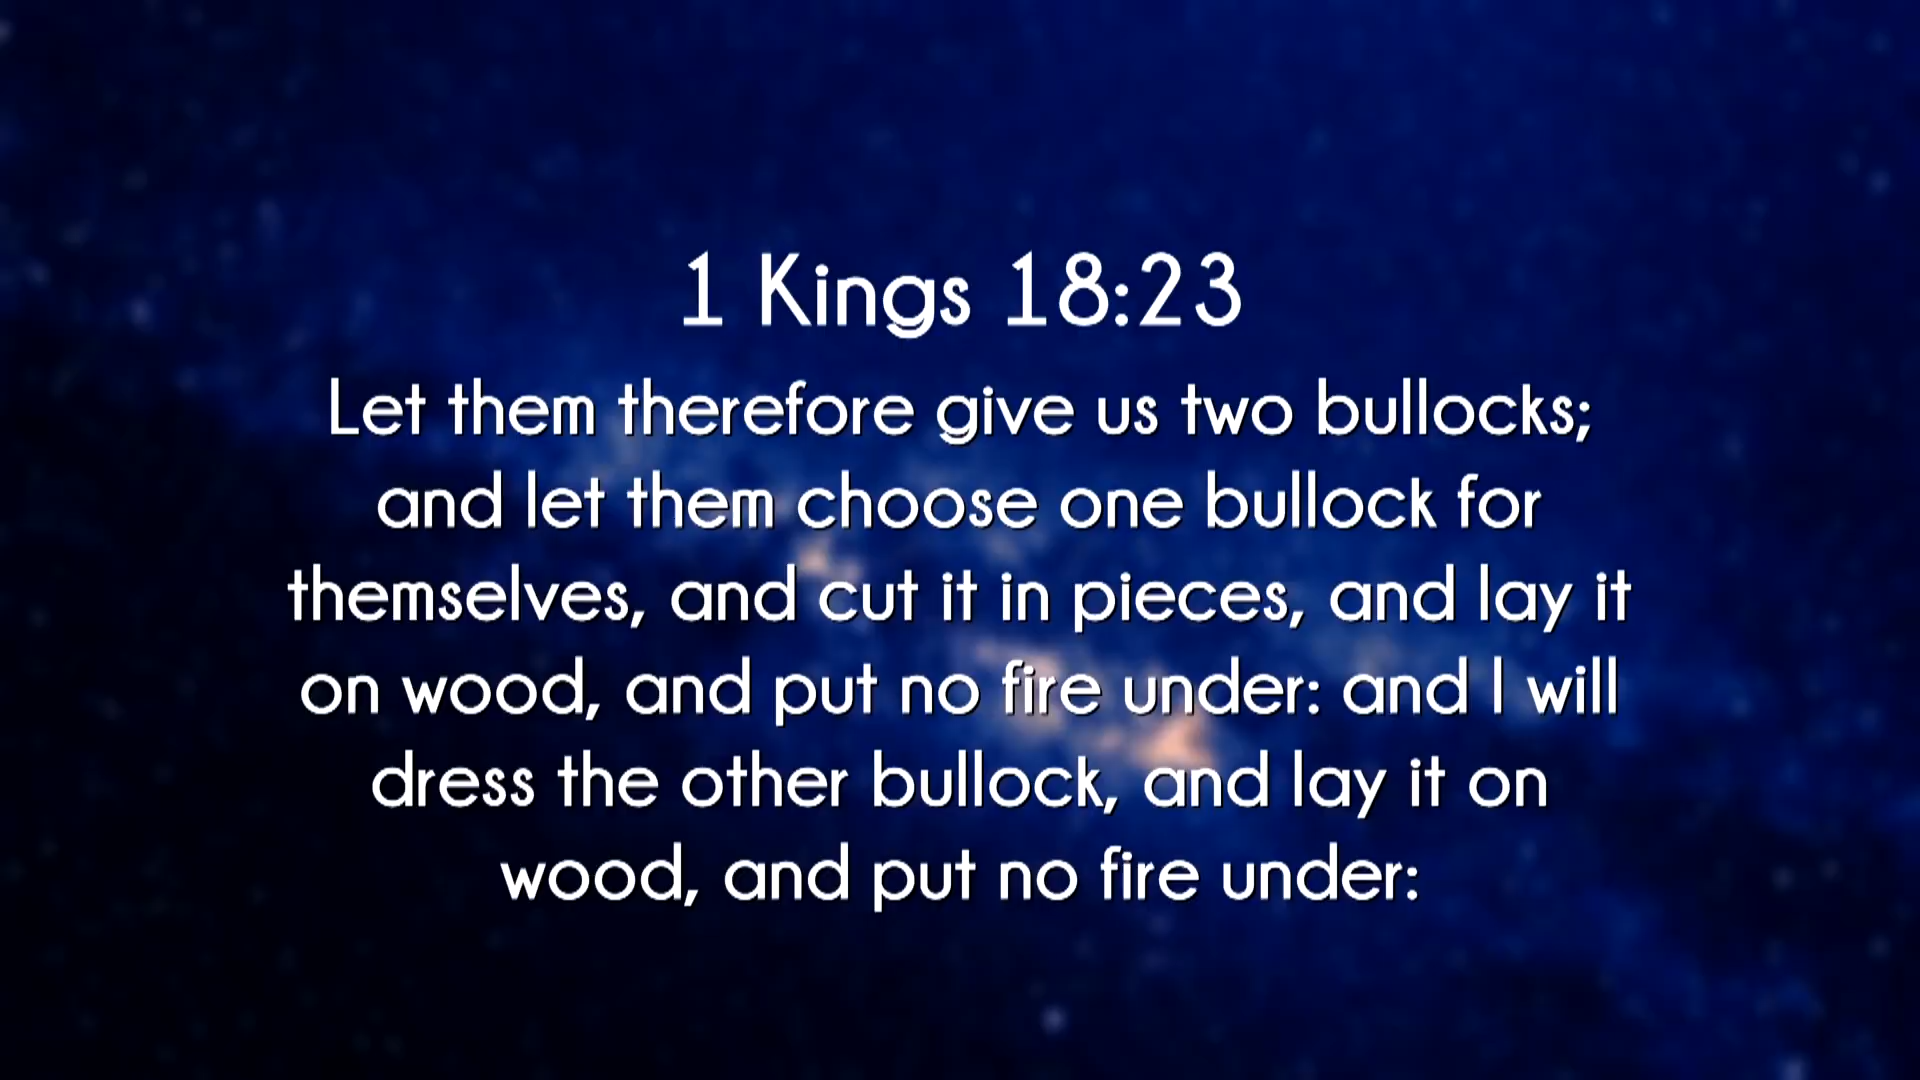 1 Kings 18:23
Let them therefore give us two bullocks;
and let them choose one bullock for
themselves, and cut it in pieces, and lay it
on wood, and put no fire under: and I will
dress the other bullock, and lay it on
wood, and put no fire under: